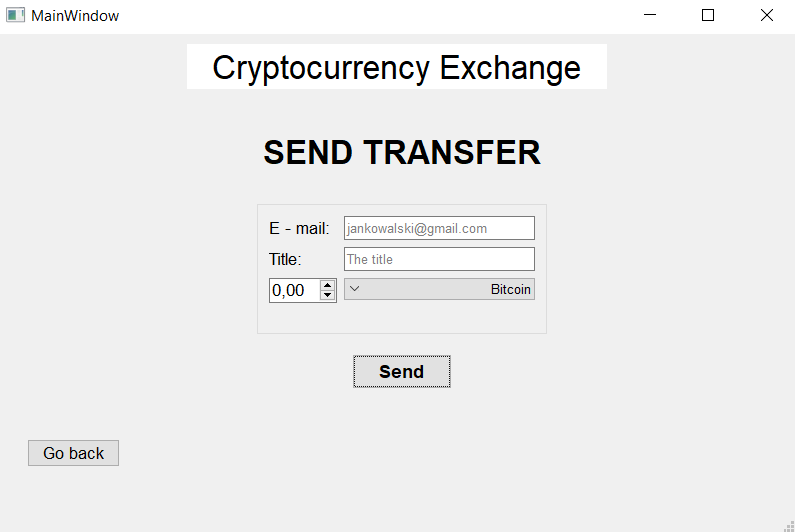 MainWindow
Cryptocurrency Exchange
SEND TRANSFER
E - mail: jankowalski@gmail.com
Title: The title
0,00 Bitcoin
Send
Go back